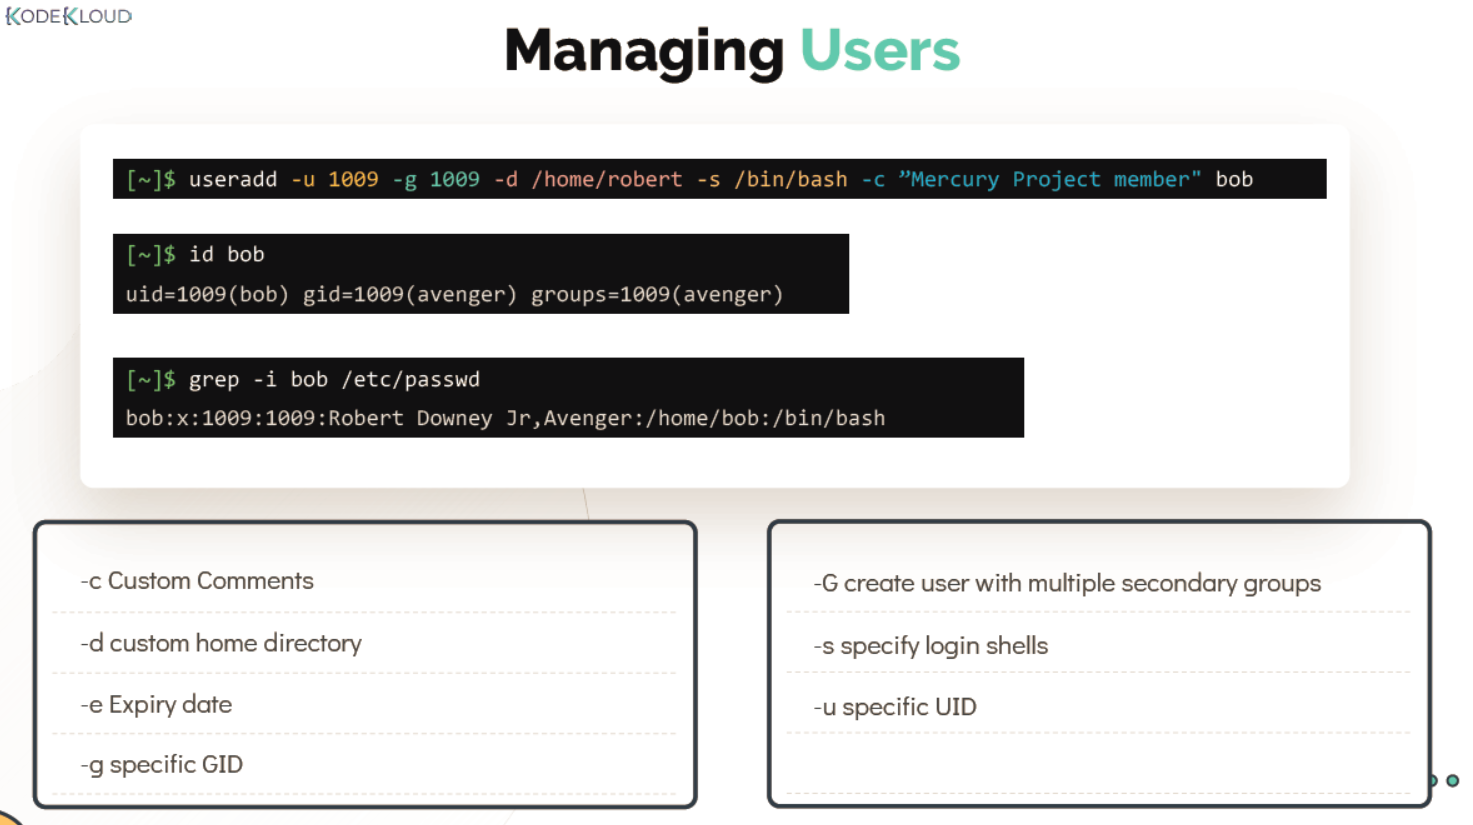 KODEKLOUD
Managing Users
[~]$ useradd -u 1009 -g 1009 -d /home/robert -s /bin/bash -c ”Mercury Project member" bob
[~]$ id bob
uid=1009(bob) gid=1009(avenger) groups=1009(avenger)
[~]$ grep -i bob /etc/passwd
bob:x:1009:1009:Robert Downey Jr,Avenger:/home/bob:/bin/bash
-c Custom Comments
-d custom home directory
-e Expiry date
-g specific GID
-G create user with multiple secondary groups
-s specify login shells
-u specific UID